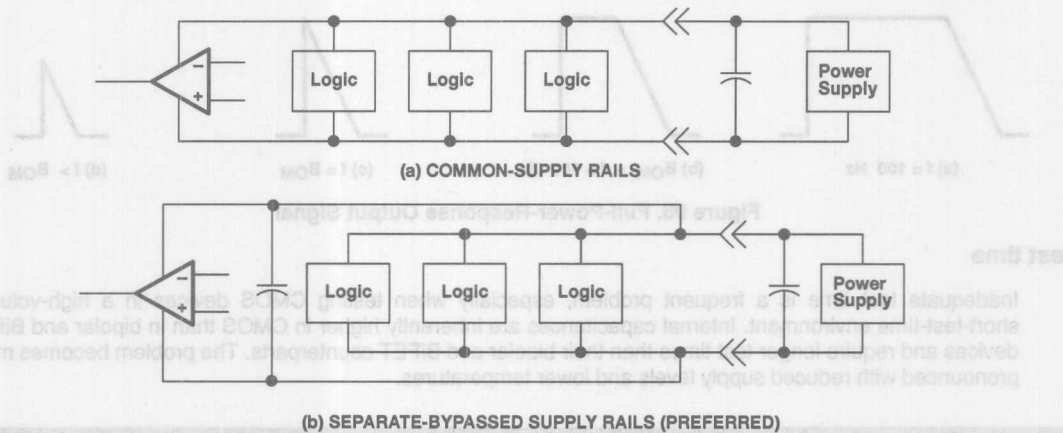 Logic
Logic
Logic
Power
Supply
−
+
(a) COMMON-SUPPLY RAILS
Logic
Logic
Logic
Power
Supply
−
+
(b) SEPARATE-BYPASSED SUPPLY RAILS (PREFERRED)